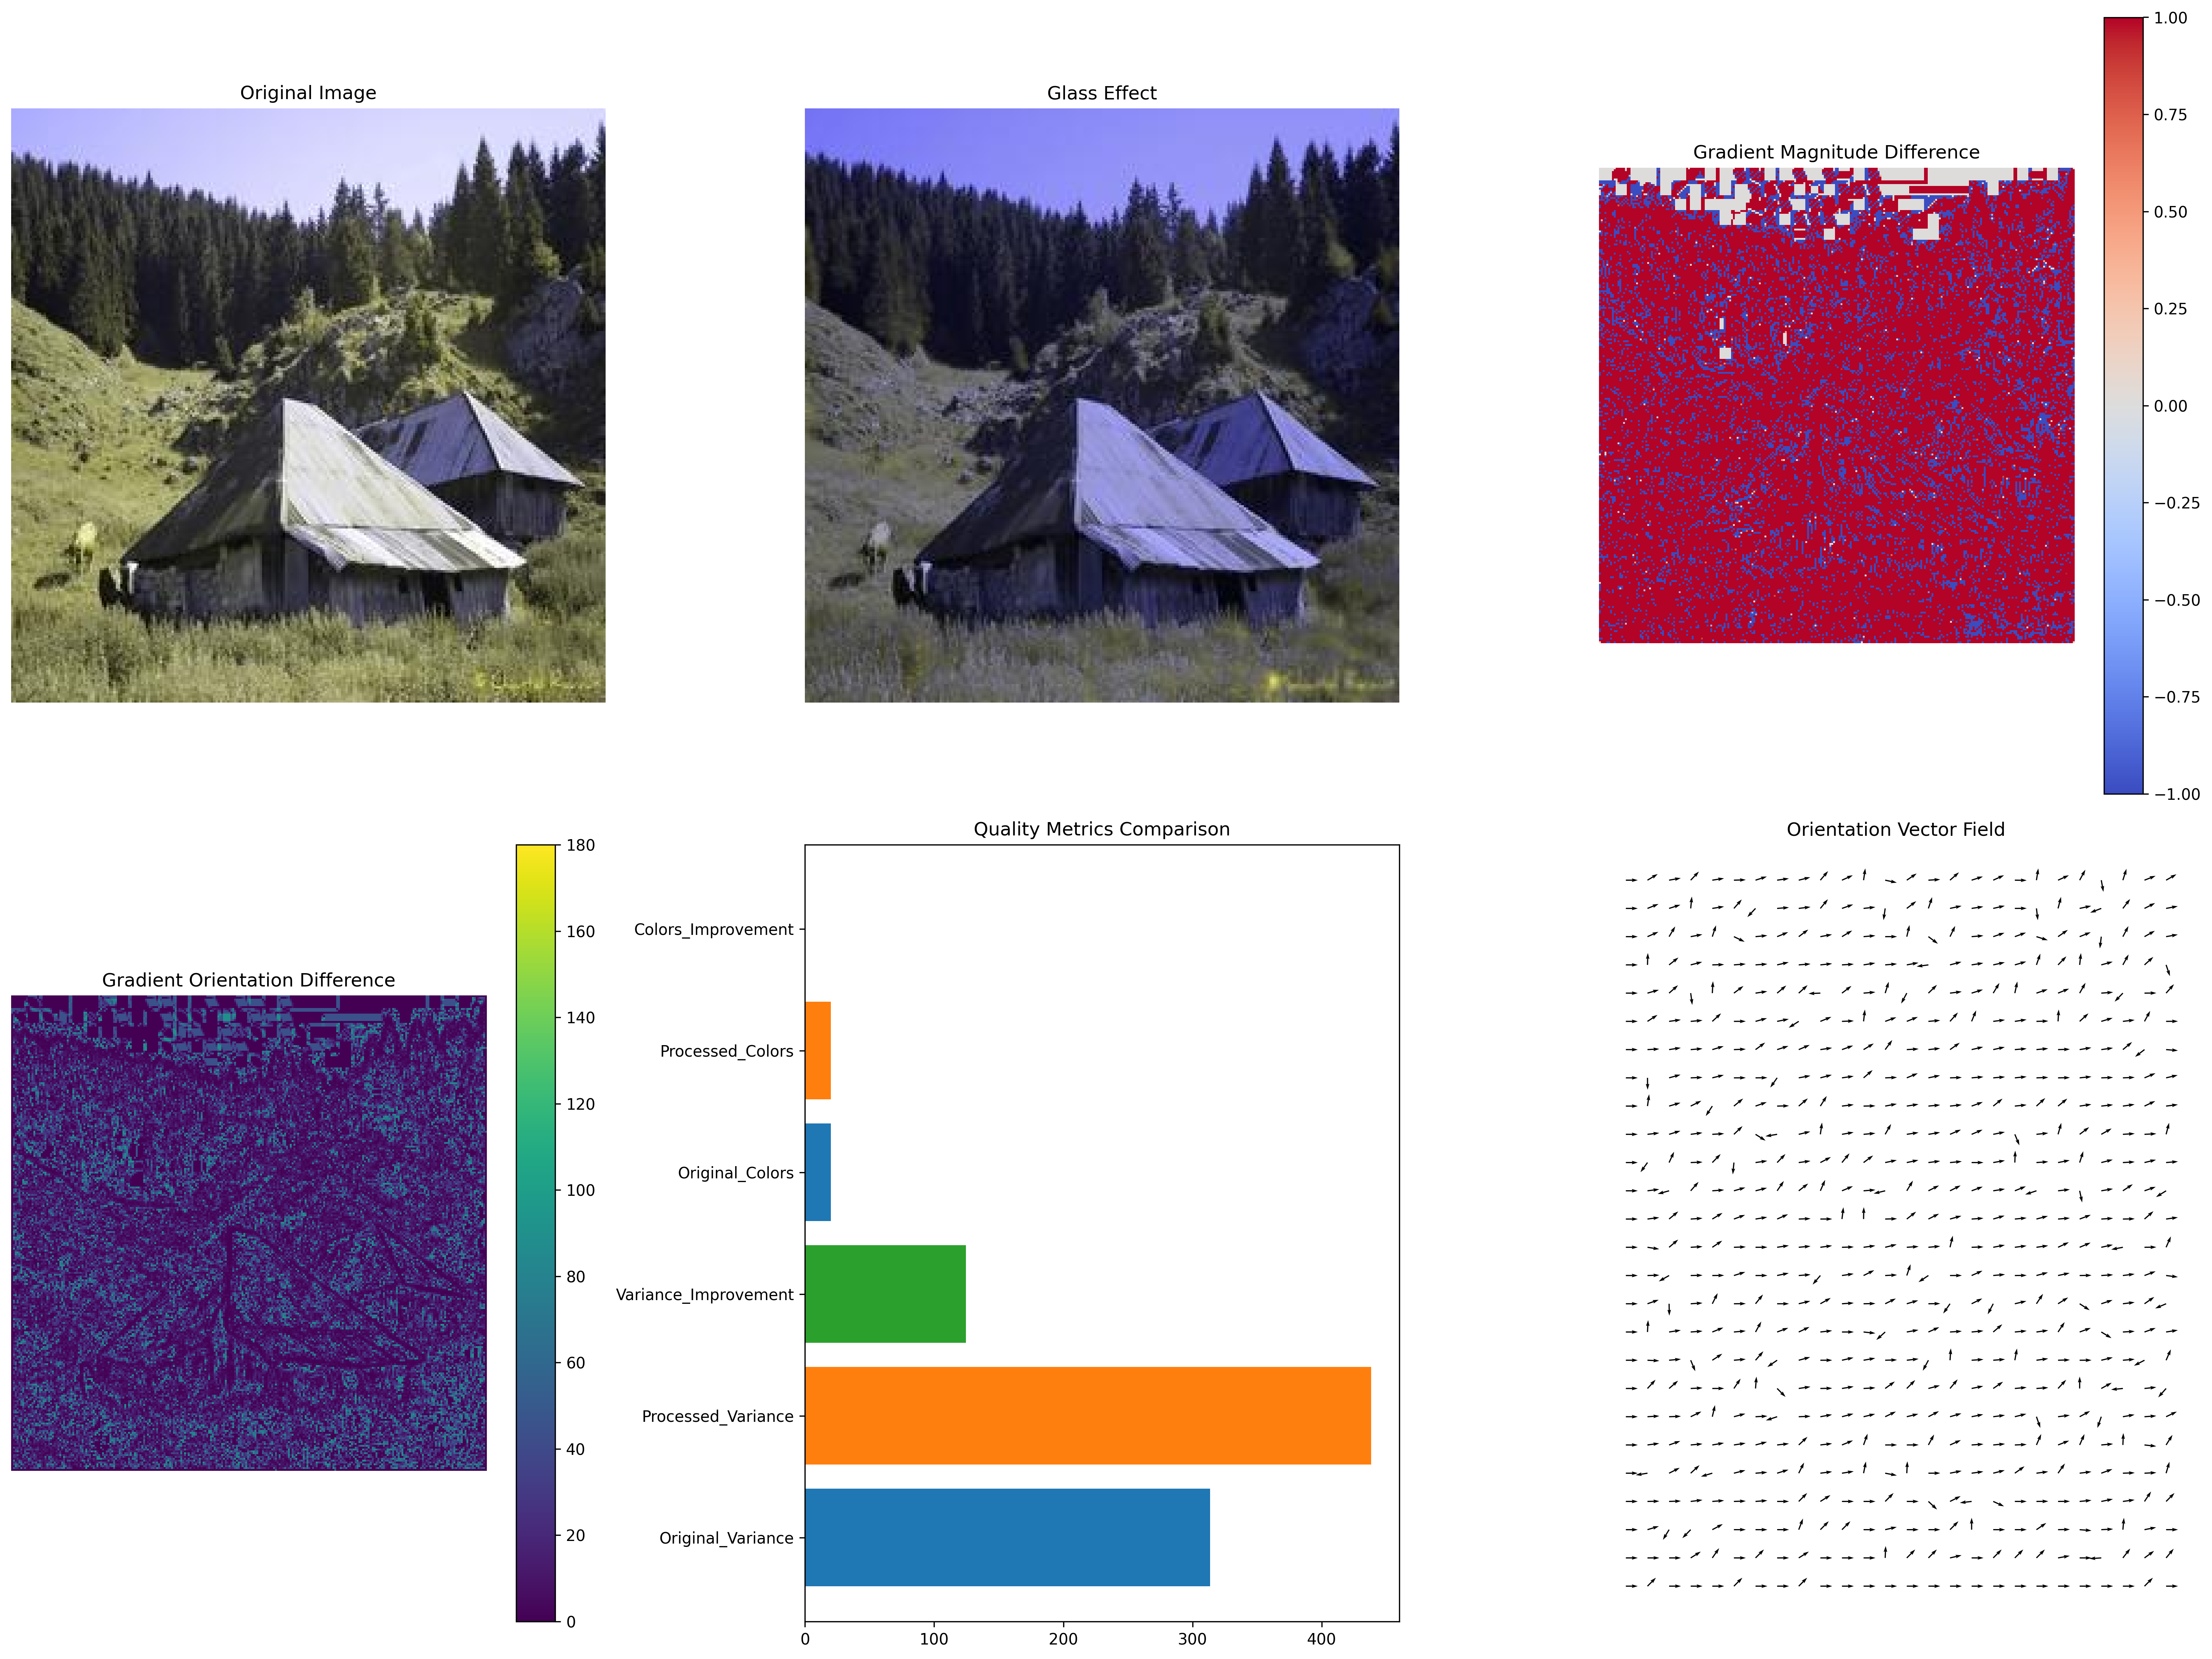 Original Image
Glass Effect
Gradient Magnitude Difference
1.00
0.75
0.50
0.25
0.00
−0.25
−0.50
−0.75
−1.00
Gradient Orientation Difference
180
160
140
120
100
80
60
40
20
0
Quality Metrics Comparison
Colors_Improvement
Processed_Colors
Original_Colors
Variance_Improvement
Processed_Variance
Original_Variance
0 100 200 300 400
Orientation Vector Field